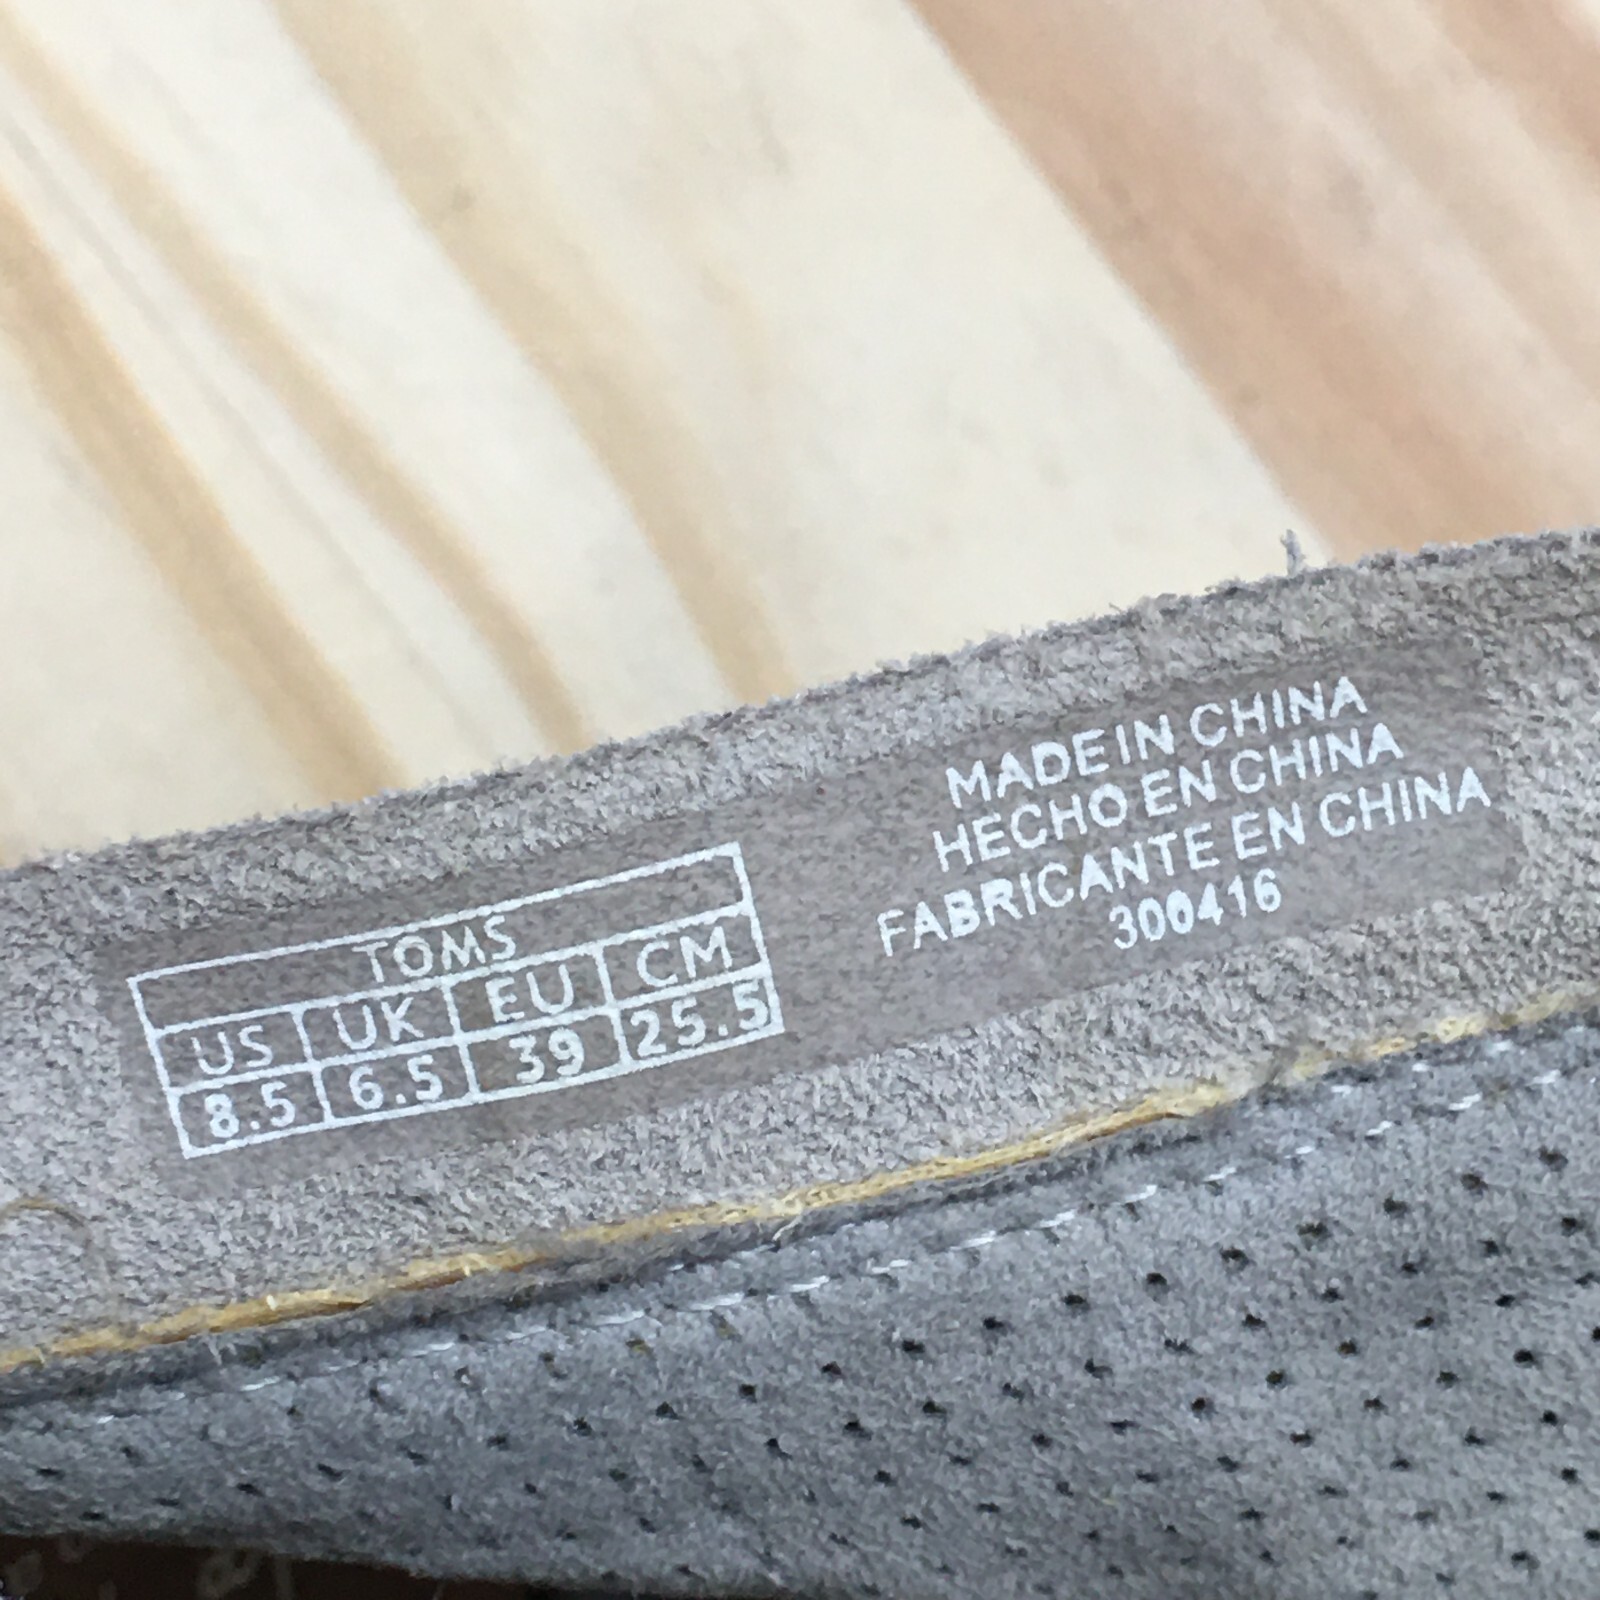 TOMS
US UK EU CM
8.5 6.5 39 25.5
MADE IN CHINA
HECHO EN CHINA
FABRICANTE EN CHINA
300416